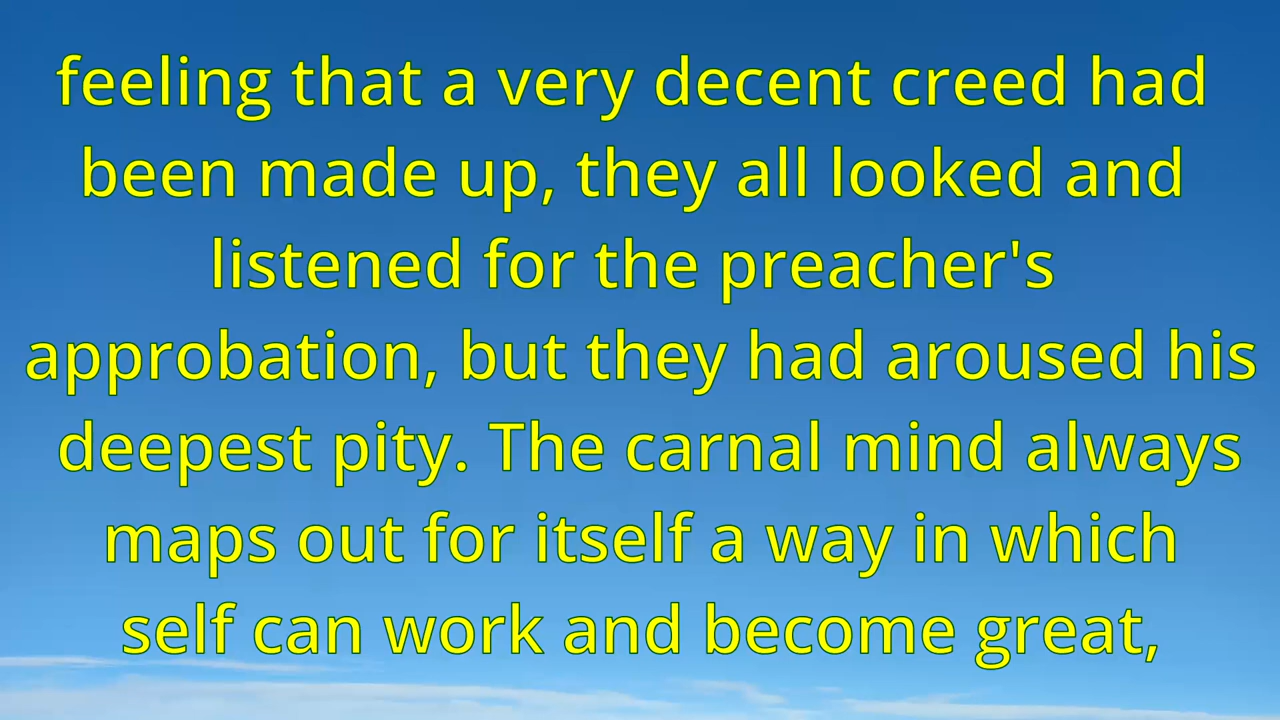 feeling that a very decent creed had
been made up, they all looked and
listened for the preacher's
approbation, but they had aroused his
deepest pity. The carnal mind always
maps out for itself a way in which
self can work and become great,